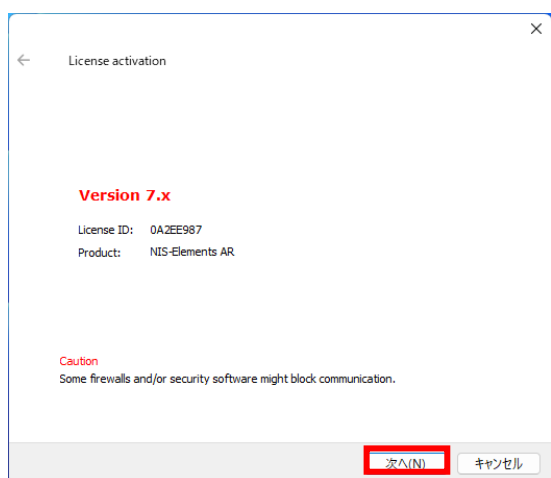 License activation
Version 7.x
License ID: 0A2EE987
Product: NIS-Elements AR
Caution
Some firewalls and/or security software might block communication.
次へ(N) キャンセル